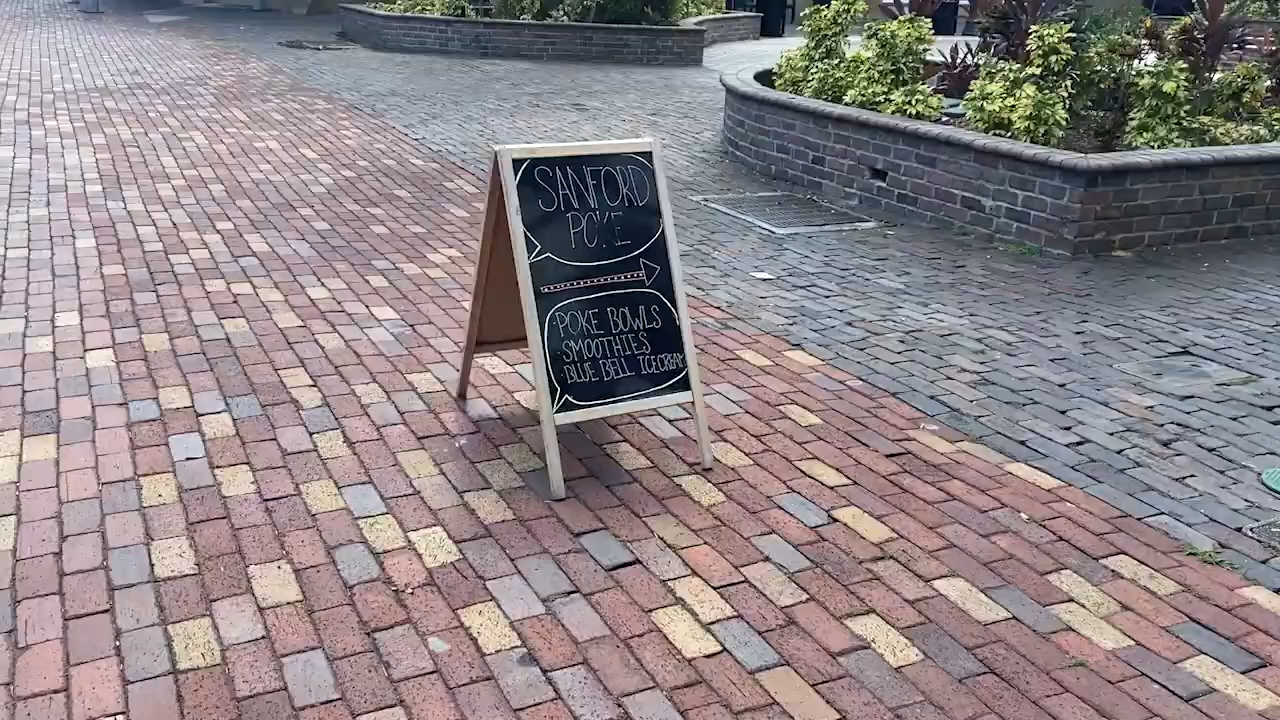 SANFORD
POKE
·POKE BOWLS
·SMOOTHIES
·BLUE BELL ICECREAM